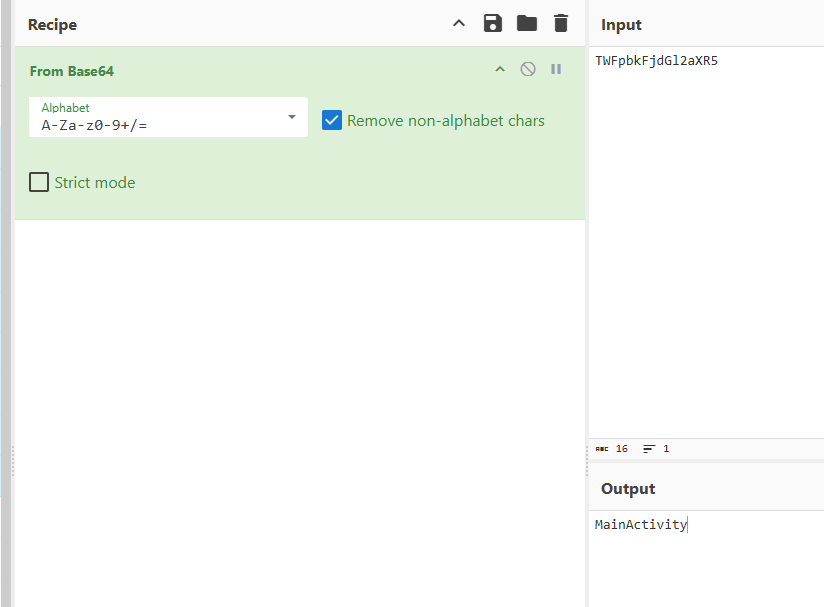 Recipe
From Base64
Alphabet
A-Za-z0-9+/=
Remove non-alphabet chars
Strict mode
Input
TWFpbkFjdGl2aXR5
ABC 16 1
Output
MainActivity